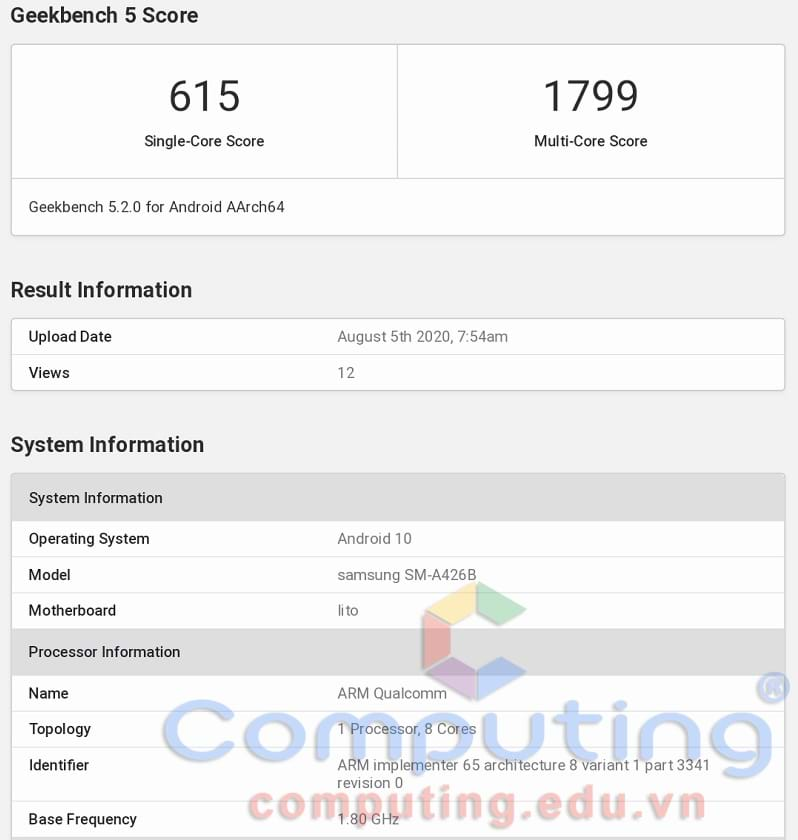 Geekbench 5 Score
615
1799
Single-Core Score
Multi-Core Score
Geekbench 5.2.0 for Android AArch64
Result Information
Upload Date August 5th 2020, 7:54am
Views 12
System Information
System Information
Operating System Android 10
Model samsung SM-A426B
Motherboard lito
Processor Information
Name ARM Qualcomm
Topology 1 Processor, 8 Cores
Identifier ARM implementer 65 architecture 8 variant 1 part 3341
revision 0
Base Frequency 1.80 GHz
Computing®
computing.edu.vn